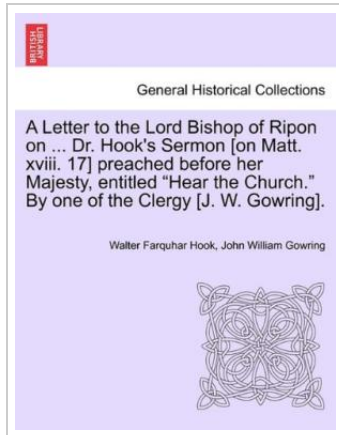 BRITISH
LIBRARY
General Historical Collections
A Letter to the Lord Bishop of Ripon
on ... Dr. Hook's Sermon [on Matt.
xviii. 17] preached before her
Majesty, entitled “Hear the Church.”
By one of the Clergy [J. W. Gowring].
Walter Farquhar Hook, John William Gowring